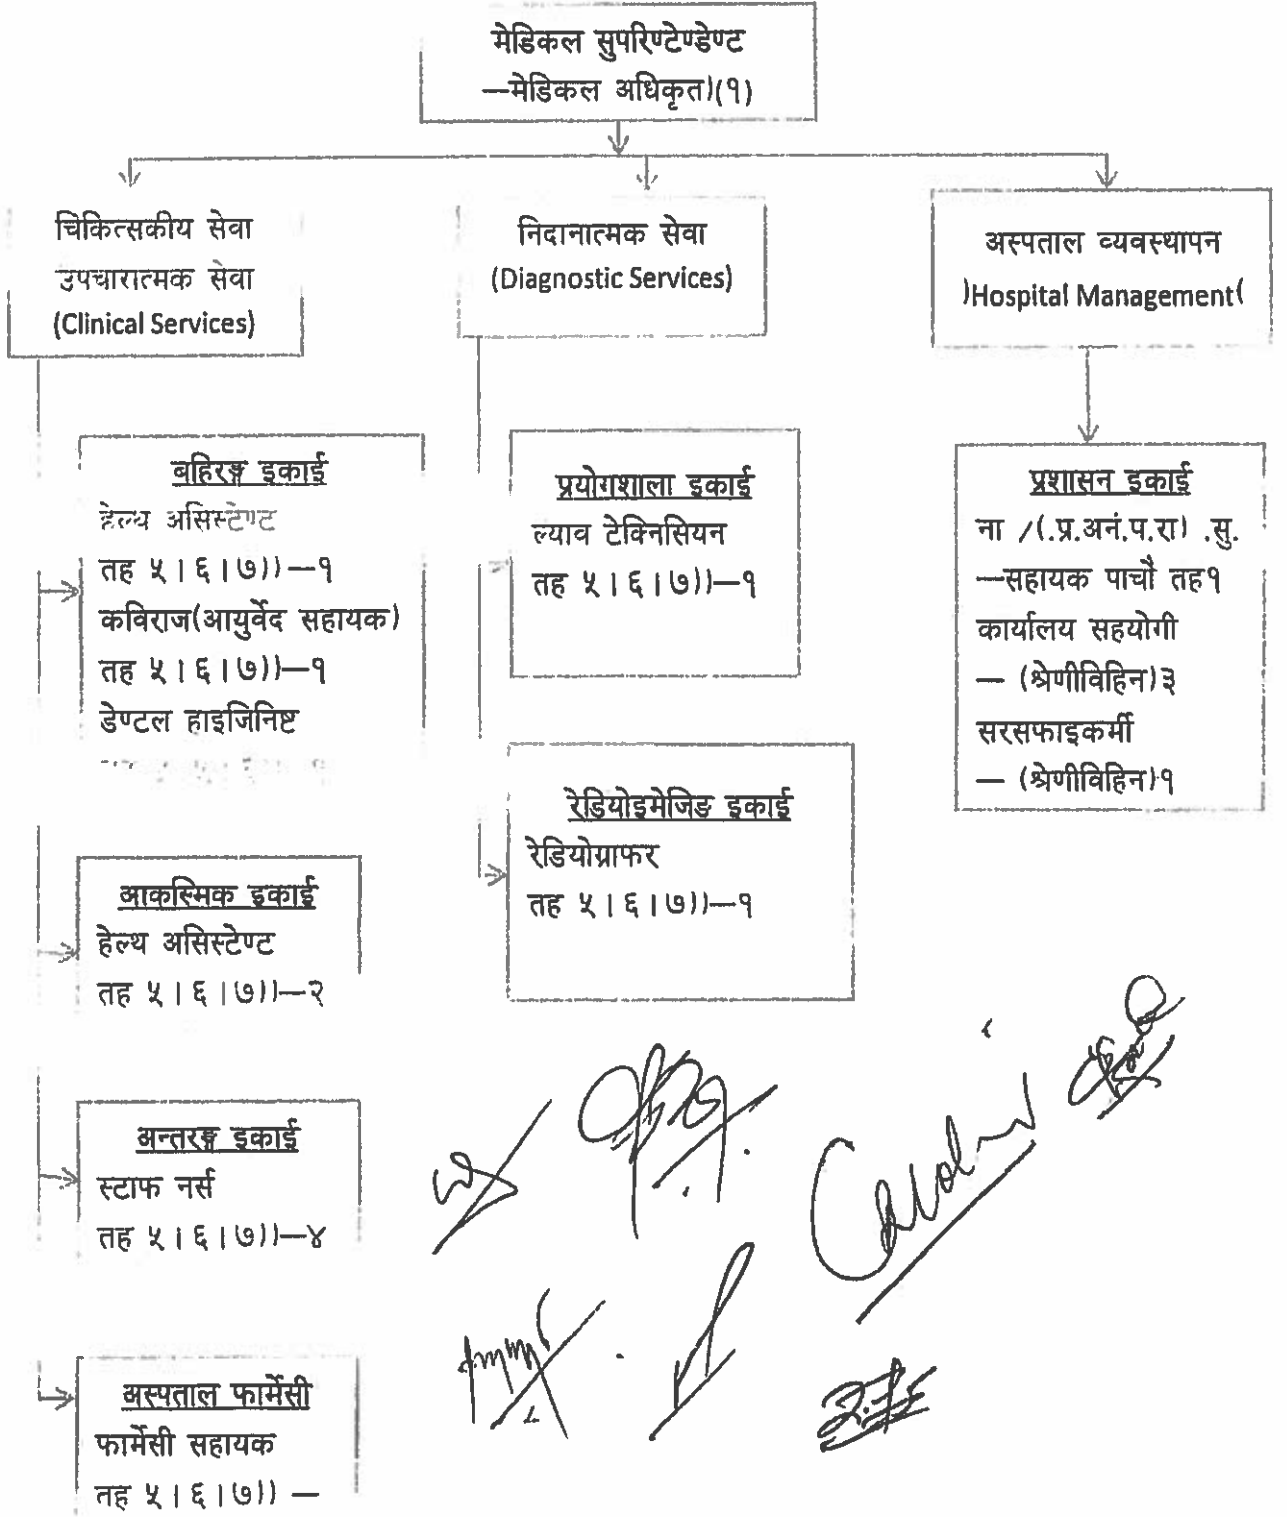 मेडिकल सुपरिण्टेण्डेण्ट
—मेडिकल अधिकृत)(१)
चिकित्सकीय सेवा
उपचारात्मक सेवा
(Clinical Services)
निदानात्मक सेवा
(Diagnostic Services)
अस्पताल व्यवस्थापन
)Hospital Management(
बहिरङ्ग इकाई
हेल्थ असिस्टेण्ट
तह ५।६।७))—१
कविराज(आयुर्वेद सहायक)
तह ५।६।७))—१
डेण्टल हाइजिनिष्ट
आकस्मिक इकाई
हेल्थ असिस्टेण्ट
तह ५।६।७))—२
अन्तरङ्ग इकाई
स्टाफ नर्स
तह ५।६।७))—४
अस्पताल फार्मेसी
फार्मेसी सहायक
तह ५।६।७)) —
प्रयोगशाला इकाई
ल्याव टेक्निसियन
तह ५।६।७))—१
रेडियोइमेजिङ इकाई
रेडियोग्राफर
तह ५।६।७))—१
प्रशासन इकाई
ना /(.प्र.अनं.प.रा) .सु.
—सहायक पाचौ तह१
कार्यालय सहयोगी
— (श्रेणीविहिन)३
सरसफाइकर्मी
— (श्रेणीविहिन)१